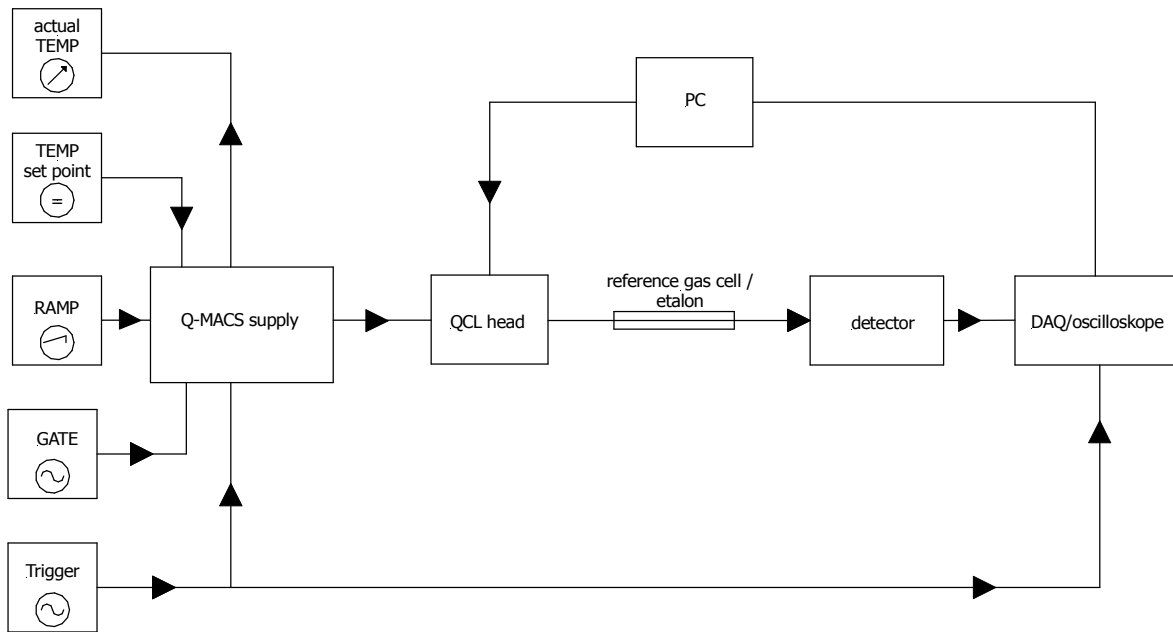 actual
TEMP
TEMP
set point
=
RAMP
GATE
Trigger
Q-MACS supply
QCL head
PC
reference gas cell /
etalon
detector
DAQ/oscilloskope